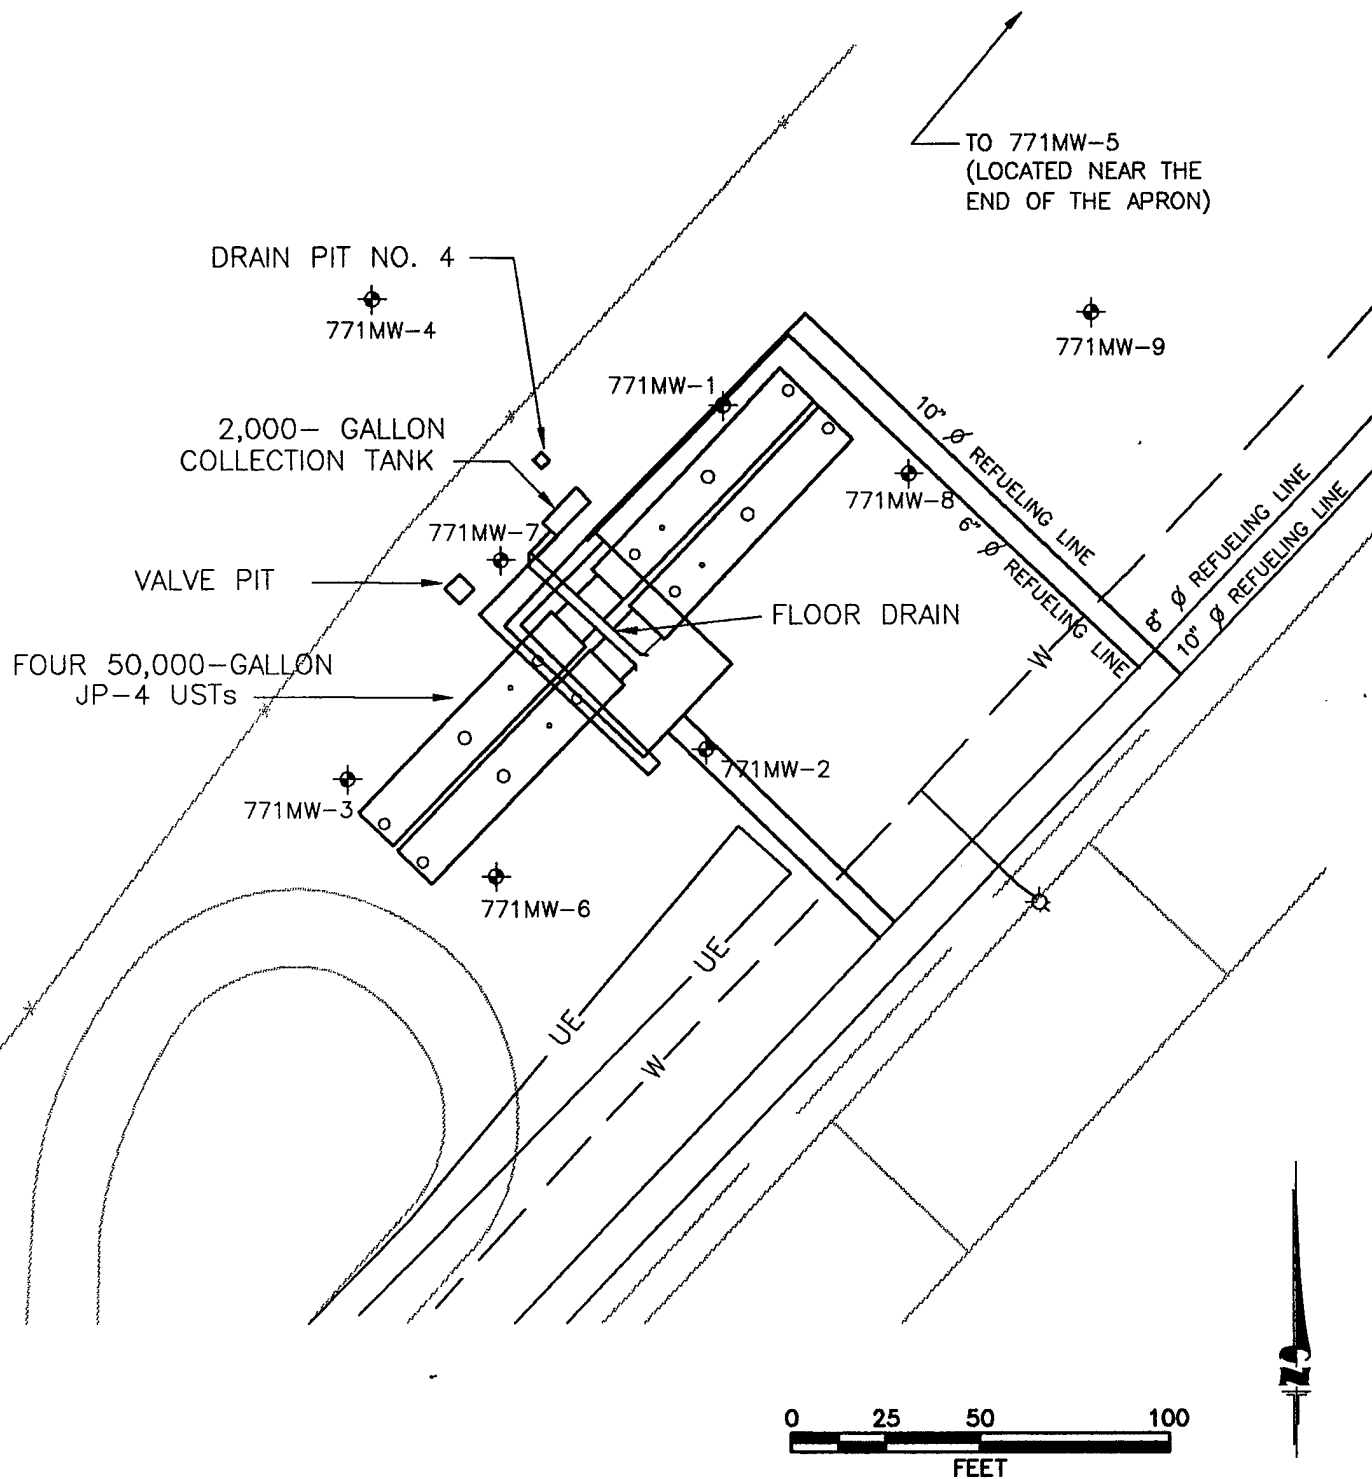 TO 771MW-5
(LOCATED NEAR THE
END OF THE APRON)
DRAIN PIT NO. 4
771MW-4
771MW-9
771MW-1
2,000- GALLON
COLLECTION TANK
10" Ø REFUELING LINE
771MW-8
6" Ø REFUELING LINE
8" Ø REFUELING LINE
10" Ø REFUELING LINE
771MW-7
VALVE PIT
FLOOR DRAIN
W
FOUR 50,000-GALLON
JP-4 USTs
771MW-2
771MW-3
771MW-6
UE
UE
W
N
0 25 50 100
FEET